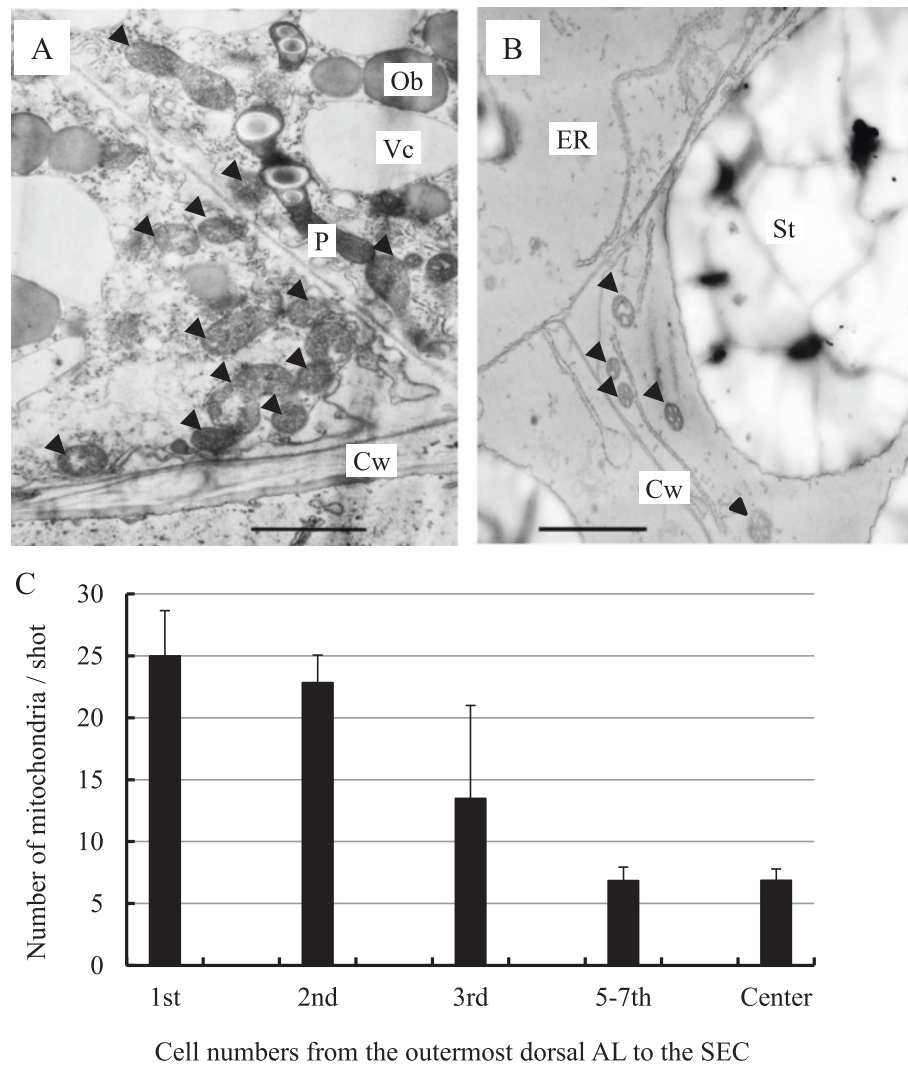 A
Ob
Vc
P
Cw
B
ER
St
Cw
C
Number of mitochondria / shot
30
25
20
15
10
5
0
1st 2nd 3rd 5-7th Center
Cell numbers from the outermost dorsal AL to the SEC